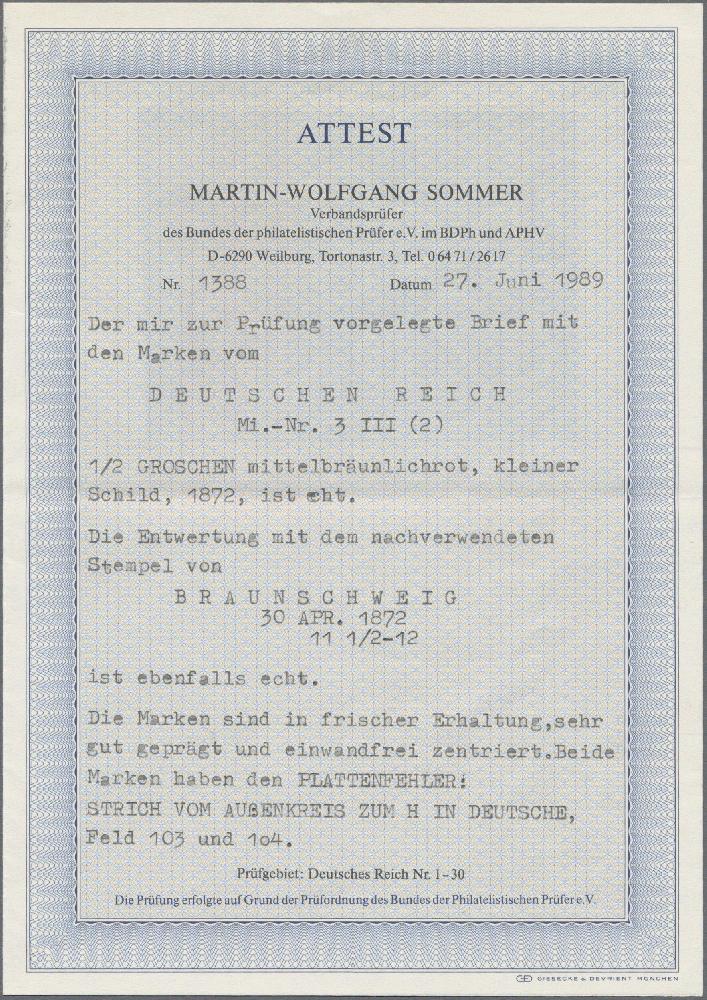 ATTEST
MARTIN-WOLFGANG SOMMER
Verbandsprüfer
des Bundes der philatelistischen Prüfer e.V. im BDPh und APHV
D-6290 Weilburg, Tortonastr. 3, Tel. 0 64 71 / 26 17
Nr. 1388 Datum 27. Juni 1989
Der mir zur Prüfung vorgelegte Brief mit
den Marken vom
D E U T S C H E N R E I C H
Mi.-Nr. 3 III (2)
1/2 GROSCHEN mittelbräunlichrot, kleiner
Schild, 1872, ist echt.
Die Entwertung mit dem nachverwendeten
Stempel von
B R A U N S C H W E I G
30 APR. 1872
11 1/2-12
ist ebenfalls echt.
Die Marken sind in frischer Erhaltung,sehr
gut geprägt und einwandfrei zentriert.Beide
Marken haben den PLATTENFEHLER:
STRICH VOM AUßENKREIS ZUM H IN DEUTSCHE,
Feld 103 und 1o4.
Prüfgebiet: Deutsches Reich Nr. 1-30
Die Prüfung erfolgte auf Grund der Prüfordnung des Bundes der Philatelistischen Prüfer e.V.
GIESECKE & DEVRIENT MÜNCHEN